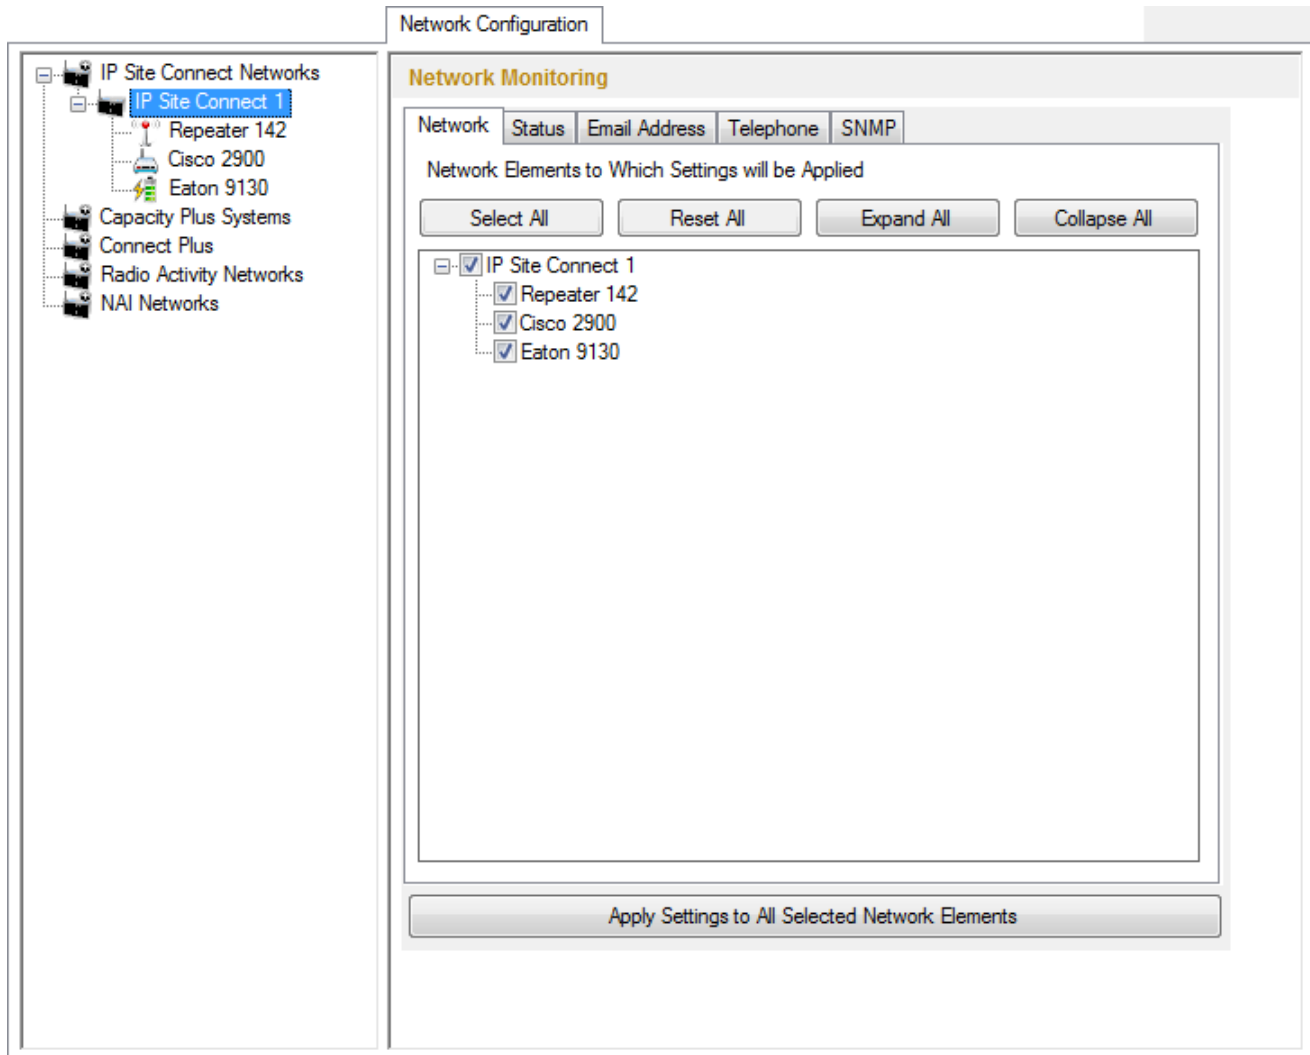 Network Configuration
IP Site Connect Networks
IP Site Connect 1
Repeater 142
Cisco 2900
Eaton 9130
Capacity Plus Systems
Connect Plus
Radio Activity Networks
NAI Networks
Network Monitoring
Network Status Email Address Telephone SNMP
Network Elements to Which Settings will be Applied
Select All Reset All Expand All Collapse All
IP Site Connect 1
Repeater 142
Cisco 2900
Eaton 9130
Apply Settings to All Selected Network Elements